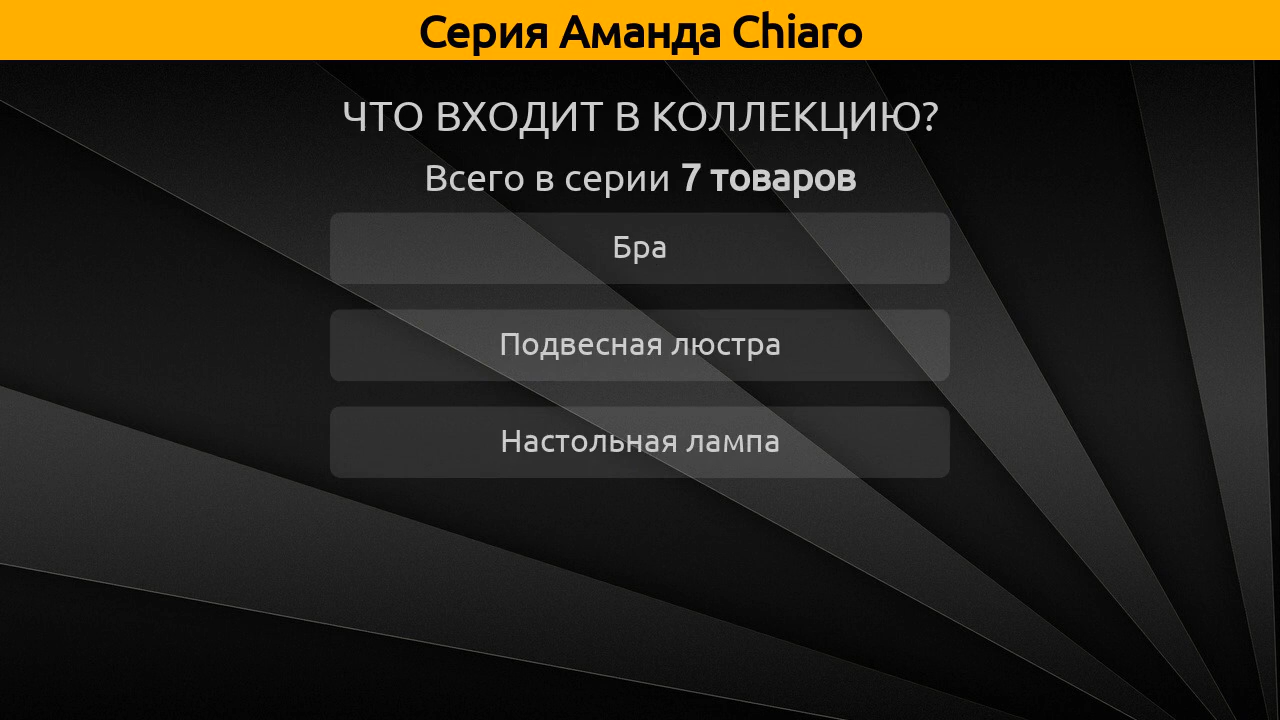 Серия Аманда Chiaro
ЧТО ВХОДИТ В КОЛЛЕКЦИЮ?
Всего в серии 7 товаров
Бра
Подвесная люстра
Настольная лампа